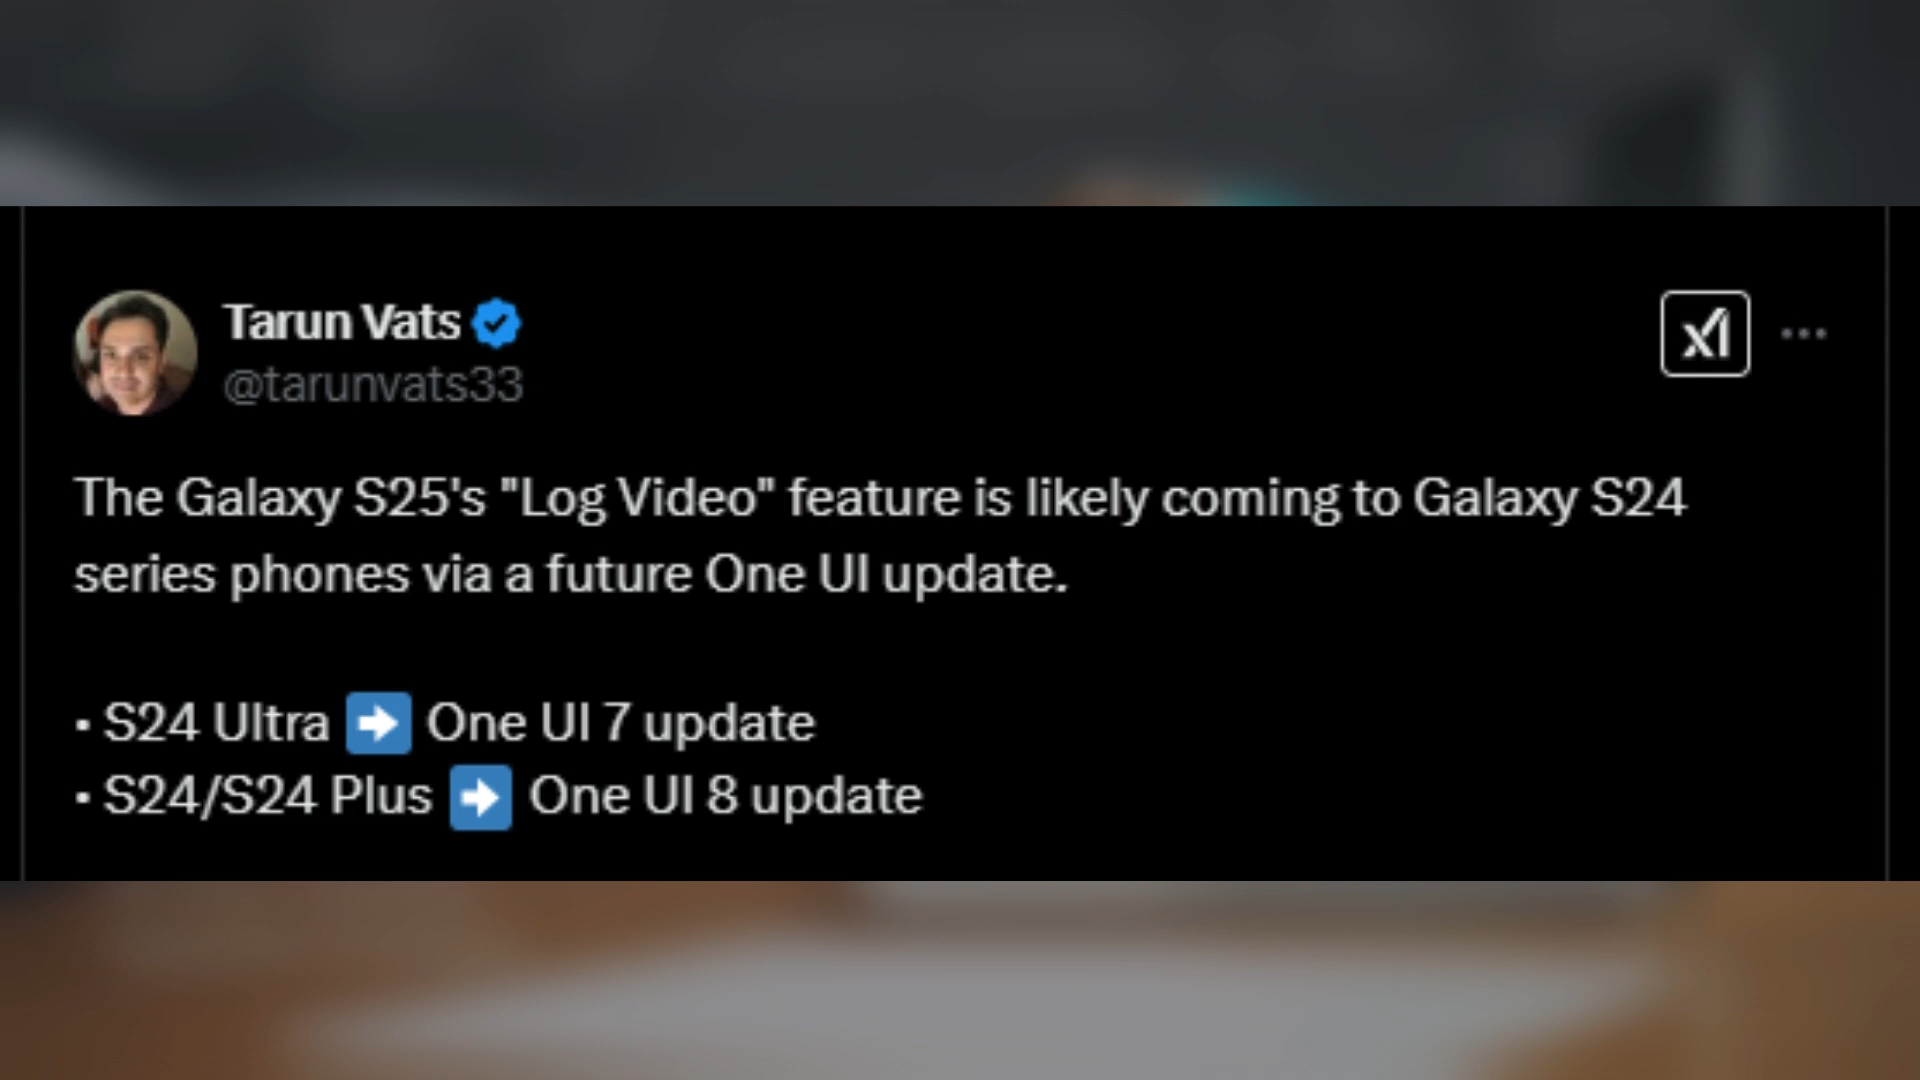 Tarun Vats
@tarunvats33
The Galaxy S25's "Log Video" feature is likely coming to Galaxy S24
series phones via a future One UI update.
• S24 Ultra ➡️ One UI 7 update
• S24/S24 Plus ➡️ One UI 8 update